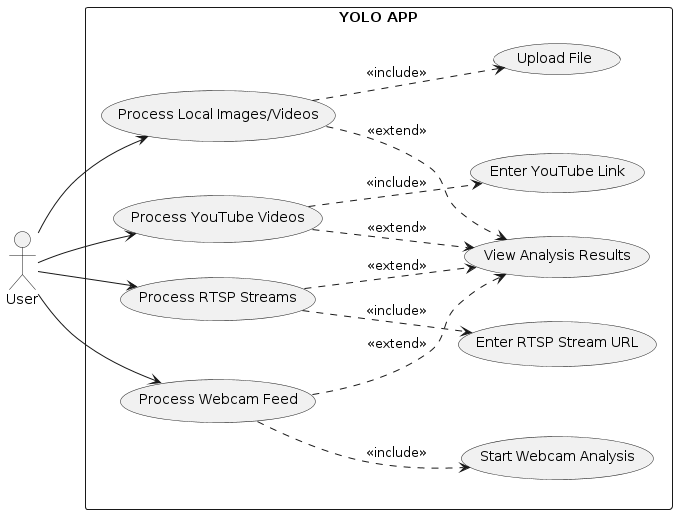 YOLO APP
Upload File
«include»
Process Local Images/Videos
«extend»
Enter YouTube Link
«include»
Process YouTube Videos
«extend»
View Analysis Results
«extend»
Process RTSP Streams
User
«include»
Enter RTSP Stream URL
«extend»
Process Webcam Feed
«include»
Start Webcam Analysis